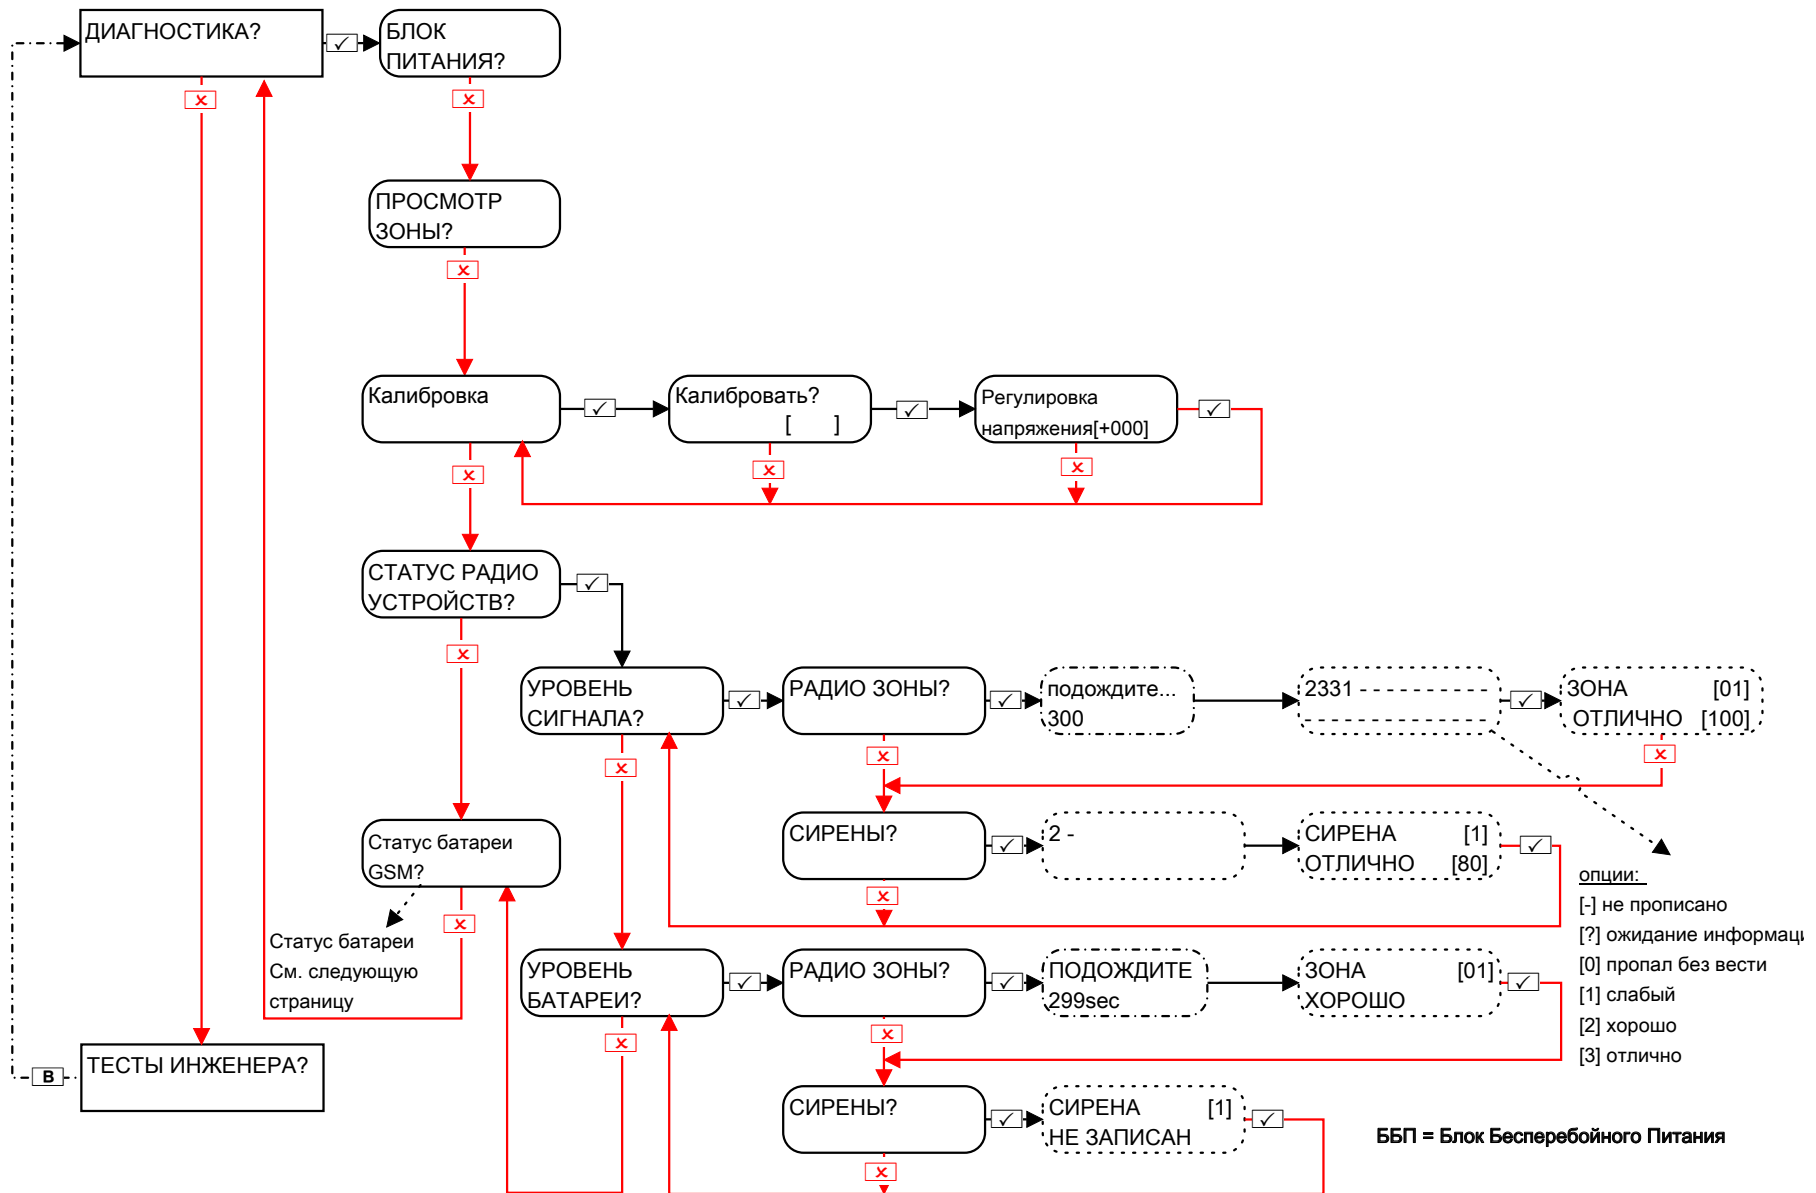 ДИАГНОСТИКА?
БЛОК
ПИТАНИЯ?
ПРОСМОТР
ЗОНЫ?
Калибровка
Калибровать?
[ ]
Регулировка
напряжения[+000]
СТАТУС РАДИО
УСТРОЙСТВ?
УРОВЕНЬ
СИГНАЛА?
РАДИО ЗОНЫ?
подождите...
300
2331 - - - - - - - - - -
- - - - - - - - - - - - - -
ЗОНА [01]
ОТЛИЧНО [100]
СИРЕНЫ?
2 -
СИРЕНА [1]
ОТЛИЧНО [80]
Статус батареи
GSM?
Статус батареи
См. следующую
страницу
опции:
[-] не прописано
[?] ожидание информаци
[0] пропал без вести
[1] слабый
[2] хорошо
[3] отлично
УРОВЕНЬ
БАТАРЕИ?
РАДИО ЗОНЫ?
ПОДОЖДИТЕ
299sec
ЗОНА [01]
ХОРОШО
ТЕСТЫ ИНЖЕНЕРА?
B
СИРЕНЫ?
СИРЕНА [1]
НЕ ЗАПИСАН
ББП = Блок Бесперебойного Питания